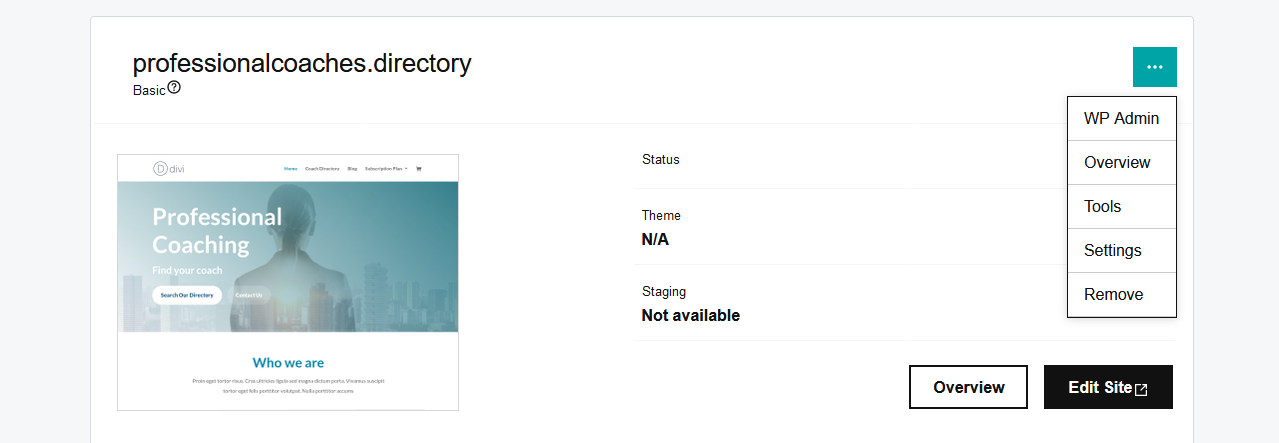 professionalcoaches.directory
...
Basic
?
WP Admin
Overview
Tools
Settings
Remove
D divi
Home Coach Directory Blog Subscription Plan
Professional
Coaching
Find your coach
Search Our Directory Contact Us
Who we are
Proin eget tortor risus. Cras ultricies ligula sed magna dictum porta. Vivamus suscipit
tortor eget felis porttitor volutpat. Nulla porttitor accums
Status
Theme
N/A
Staging
Not available
Overview Edit Site